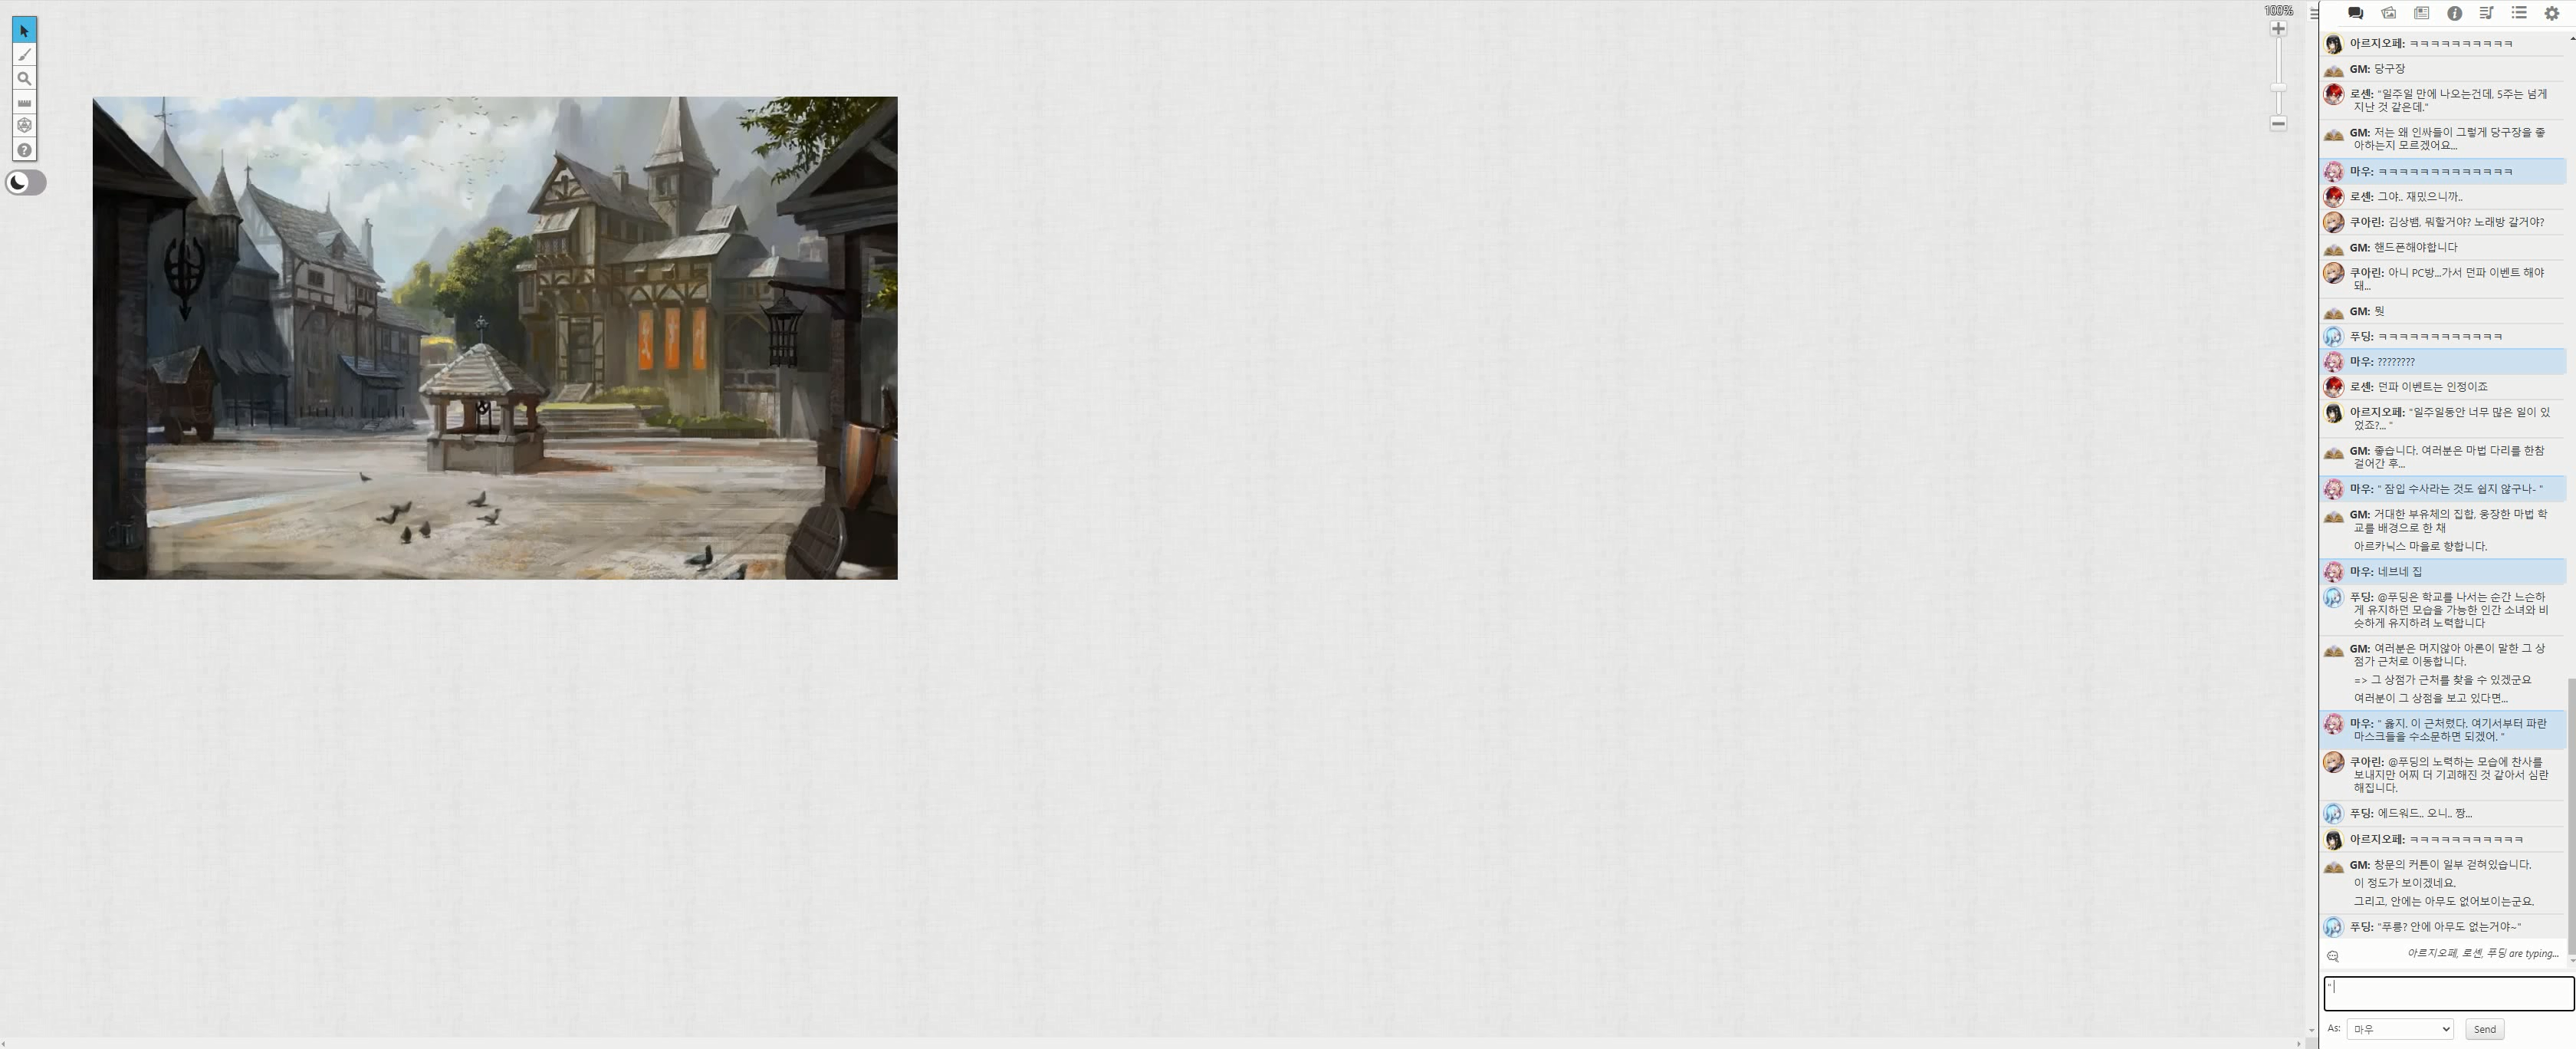 100%
아르지오페: ㅋㅋㅋㅋㅋㅋㅋㅋㅋㅋ
GM: 당구장
로센: "일주일 만에 나오는건데, 5주는 넘게
지난 것 같은데."
GM: 저는 왜 인싸들이 그렇게 당구장을 좋
아하는지 모르겠어요...
마우: ㅋㅋㅋㅋㅋㅋㅋㅋㅋㅋㅋㅋㅋ
로센: 그야.. 재밌으니까..
쿠아린: 김상뱀, 뭐할거야? 노래방 갈거야?
GM: 핸드폰해야합니다
쿠아린: 아니 PC방...가서 던파 이벤트 해야
돼...
GM: 뭣
푸딩: ㅋㅋㅋㅋㅋㅋㅋㅋㅋㅋㅋㅋ
마우: ????????
로센: 던파 이벤트는 인정이죠
아르지오페: "일주일동안 너무 많은 일이 있
었죠?... "
GM: 좋습니다, 여러분은 마법 다리를 한참
걸어간 후...
마우: " 잠입 수사라는 것도 쉽지 않구나- "
GM: 거대한 부유체의 집합, 웅장한 마법 학
교를 배경으로 한 채
아르카닉스 마을로 향합니다.
마우: 네브네 집
푸딩: @푸딩은 학교를 나서는 순간 느슨하
게 유지하던 모습을 가능한 인간 소녀와 비
슷하게 유지하려 노력합니다
GM: 여러분은 머지않아 아론이 말한 그 상
점가 근처로 이동합니다.
=> 그 상점가 근처를 찾을 수 있겠군요
여러분이 그 상점을 보고 있다면...
마우: " 옳지. 이 근처렸다. 여기서부터 파란
마스크들을 수소문하면 되겠어. "
쿠아린: @푸딩의 노력하는 모습에 찬사를
보내지만 어찌 더 기괴해진 것 같아서 심란
해집니다.
푸딩: 에드워드.. 오니.. 짱...
아르지오페: ㅋㅋㅋㅋㅋㅋㅋㅋㅋㅋㅋ
GM: 창문의 커튼이 일부 걷혀있습니다.
이 정도가 보이겠네요.
그리고, 안에는 아무도 없어보이는군요.
푸딩: "푸룽? 안에 아무도 없는거야~"
아르지오페, 로센, 푸딩 are typing...
"
As: 마우 Send